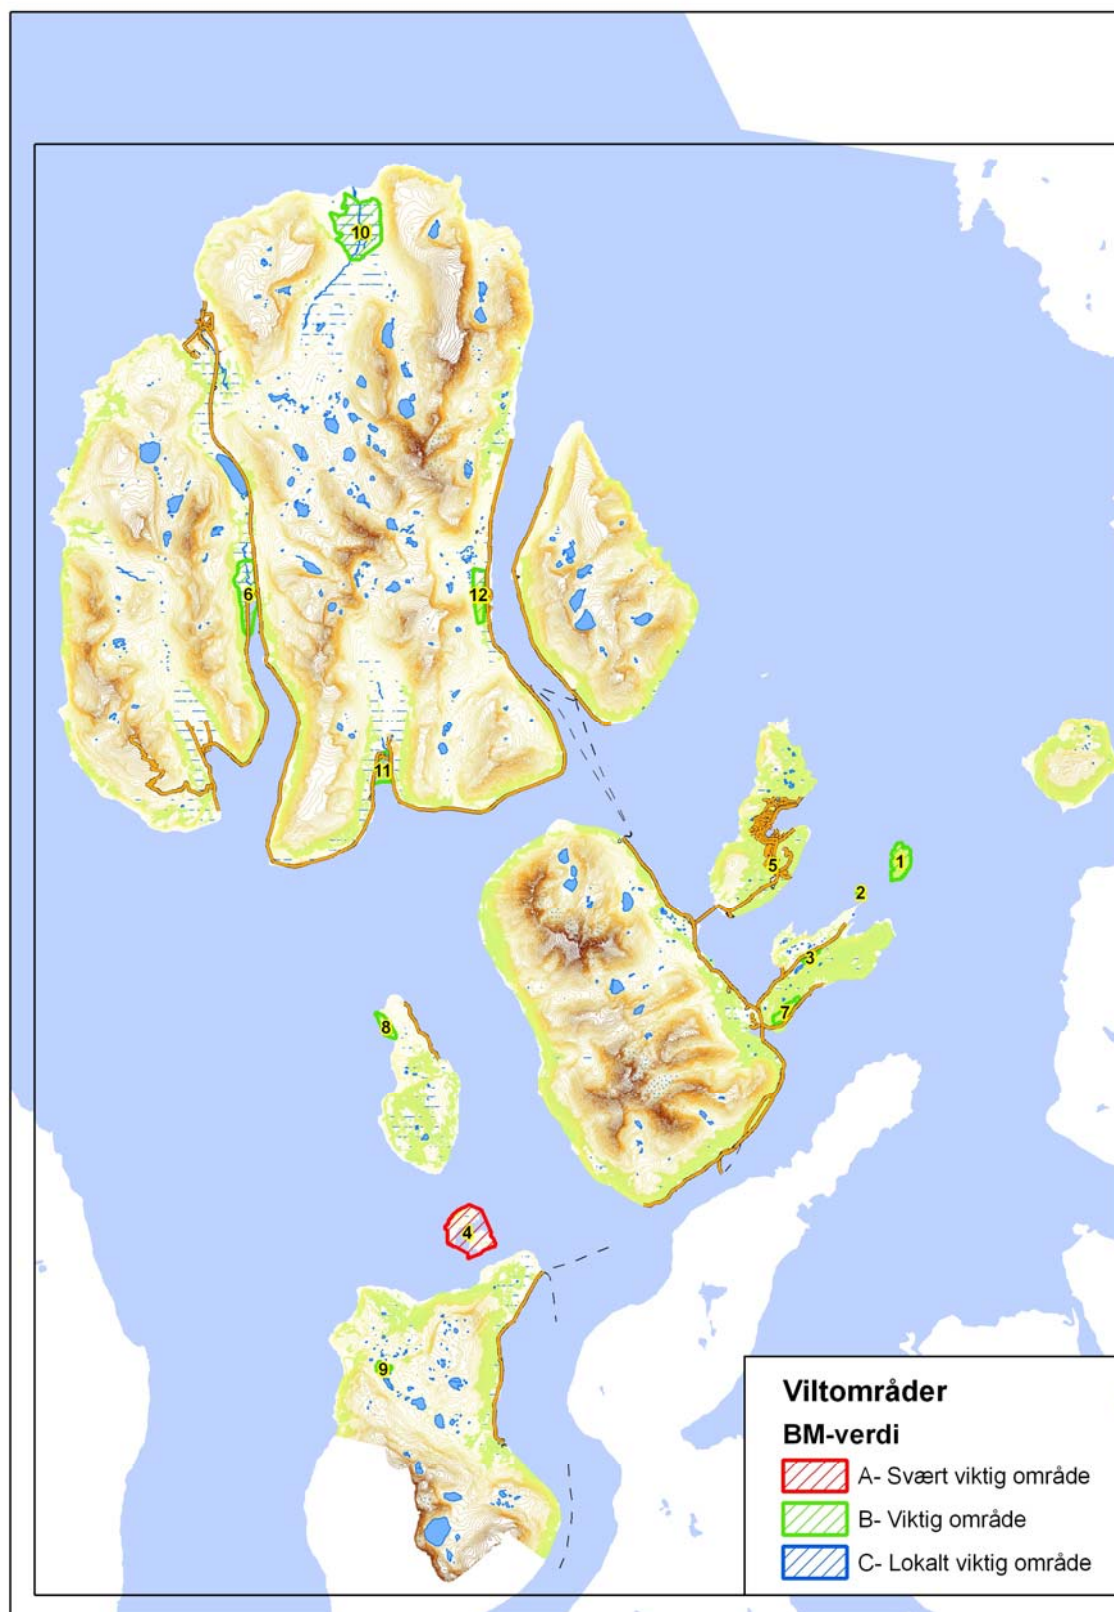 10
6
12
11
1
5
2
3
7
8
4
9
Viltområder
BM-verdi
A- Svært viktig område
B- Viktig område
C- Lokalt viktig område